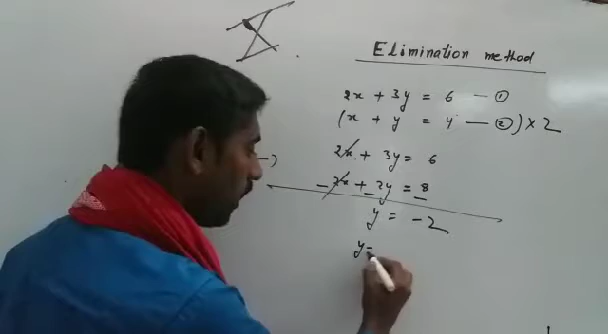 Elimination method
2x + 3y = 6 — ①
(x + y = 4 — ②) × 2
2x + 3y = 6
- 2x + 2y = 8
y = -2
y =